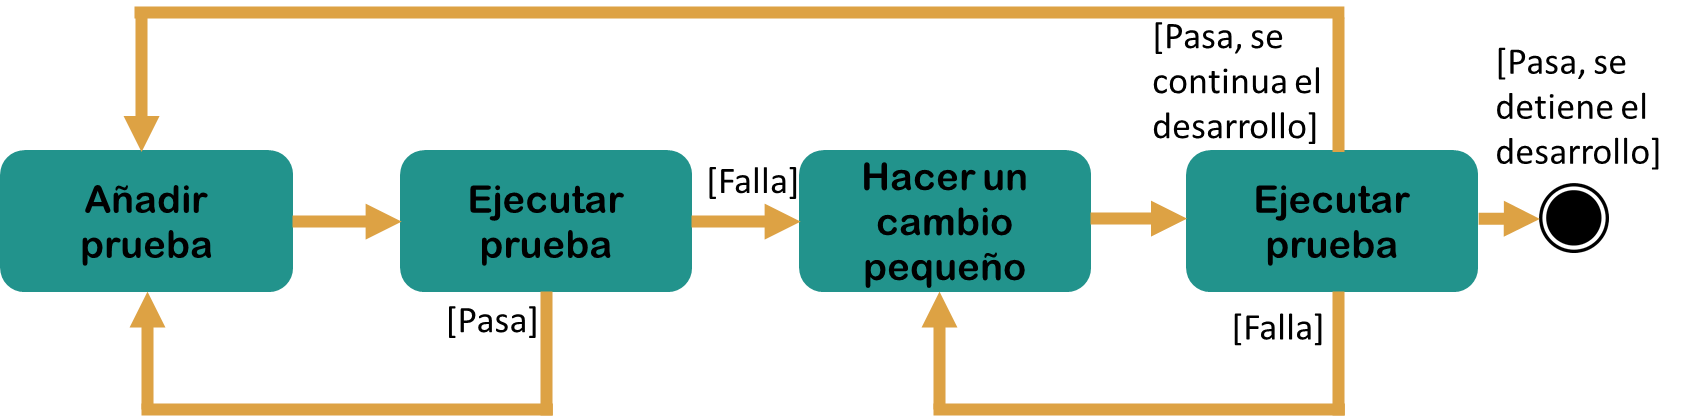 Añadir
prueba
Ejecutar
prueba
[Pasa]
[Falla]
Hacer un
cambio
pequeño
[Pasa, se
continua el
desarrollo]
Ejecutar
prueba
[Falla]
[Pasa, se
detiene el
desarrollo]